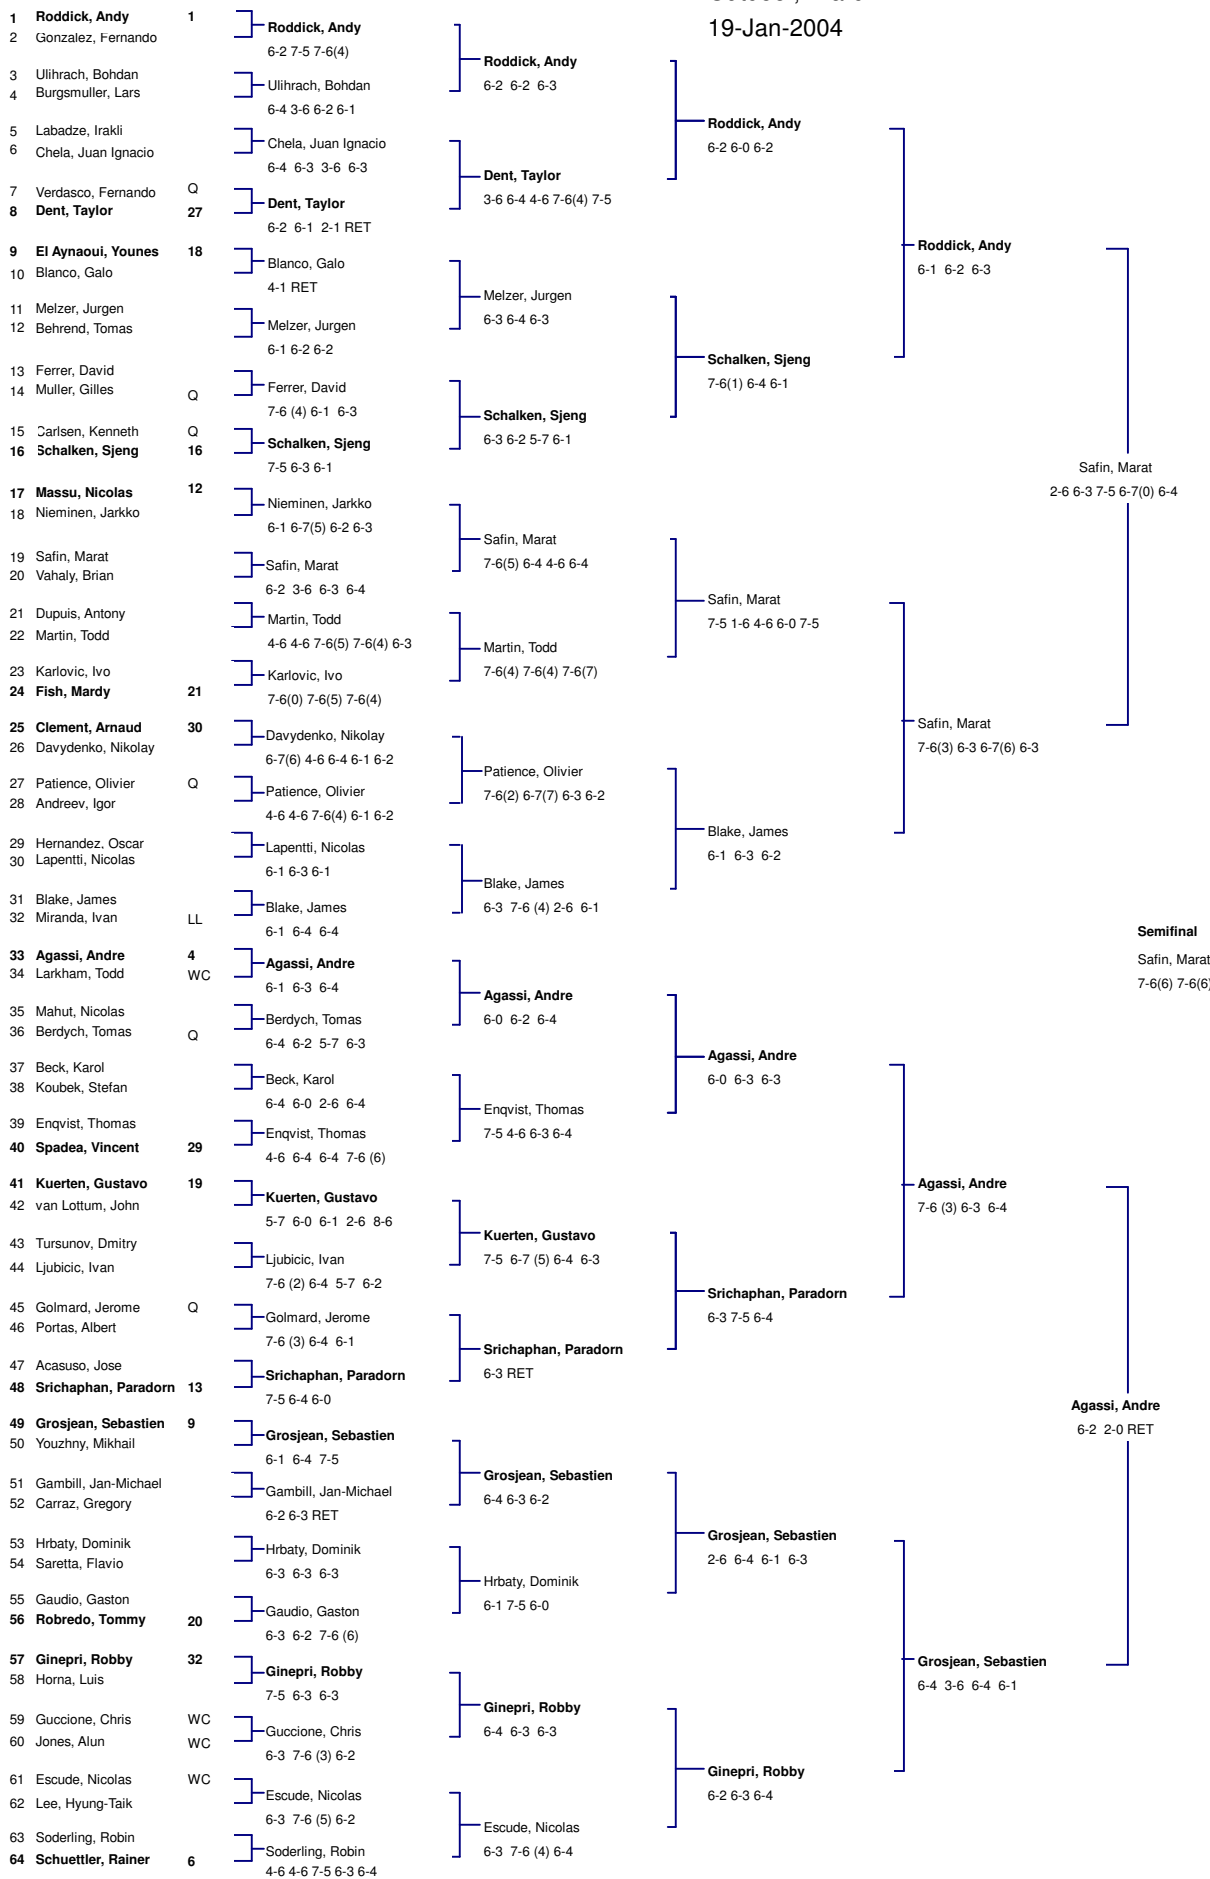 19-Jan-2004
1 Roddick, Andy 1
2 Gonzalez, Fernando
3 Ulihrach, Bohdan
4 Burgsmuller, Lars
5 Labadze, Irakli
6 Chela, Juan Ignacio
7 Verdasco, Fernando Q
8 Dent, Taylor 27
9 El Aynaoui, Younes 18
10 Blanco, Galo
11 Melzer, Jurgen
12 Behrend, Tomas
13 Ferrer, David
14 Muller, Gilles Q
15 Carlsen, Kenneth Q
16 Schalken, Sjeng 16
17 Massu, Nicolas 12
18 Nieminen, Jarkko
19 Safin, Marat
20 Vahaly, Brian
21 Dupuis, Antony
22 Martin, Todd
23 Karlovic, Ivo
24 Fish, Mardy 21
25 Clement, Arnaud 30
26 Davydenko, Nikolay
27 Patience, Olivier Q
28 Andreev, Igor
29 Hernandez, Oscar
30 Lapentti, Nicolas
31 Blake, James
32 Miranda, Ivan LL
33 Agassi, Andre 4
34 Larkham, Todd WC
35 Mahut, Nicolas
36 Berdych, Tomas Q
37 Beck, Karol
38 Koubek, Stefan
39 Enqvist, Thomas
40 Spadea, Vincent 29
41 Kuerten, Gustavo 19
42 van Lottum, John
43 Tursunov, Dmitry
44 Ljubicic, Ivan
45 Golmard, Jerome Q
46 Portas, Albert
47 Acasuso, Jose
48 Srichaphan, Paradorn 13
49 Grosjean, Sebastien 9
50 Youzhny, Mikhail
51 Gambill, Jan-Michael
52 Carraz, Gregory
53 Hrbaty, Dominik
54 Saretta, Flavio
55 Gaudio, Gaston
56 Robredo, Tommy 20
57 Ginepri, Robby 32
58 Horna, Luis
59 Guccione, Chris WC
60 Jones, Alun WC
61 Escude, Nicolas WC
62 Lee, Hyung-Taik
63 Soderling, Robin
64 Schuettler, Rainer 6
Roddick, Andy
6-2 7-5 7-6(4)
Ulihrach, Bohdan
6-4 3-6 6-2 6-1
Chela, Juan Ignacio
6-4 6-3 3-6 6-3
Dent, Taylor
6-2 6-1 2-1 RET
Blanco, Galo
4-1 RET
Melzer, Jurgen
6-1 6-2 6-2
Ferrer, David
7-6 (4) 6-1 6-3
Schalken, Sjeng
7-5 6-3 6-1
Nieminen, Jarkko
6-1 6-7(5) 6-2 6-3
Safin, Marat
6-2 3-6 6-3 6-4
Martin, Todd
4-6 4-6 7-6(5) 7-6(4) 6-3
Karlovic, Ivo
7-6(0) 7-6(5) 7-6(4)
Davydenko, Nikolay
6-7(6) 4-6 6-4 6-1 6-2
Patience, Olivier
4-6 4-6 7-6(4) 6-1 6-2
Lapentti, Nicolas
6-1 6-3 6-1
Blake, James
6-1 6-4 6-4
Agassi, Andre
6-1 6-3 6-4
Berdych, Tomas
6-4 6-2 5-7 6-3
Beck, Karol
6-4 6-0 2-6 6-4
Enqvist, Thomas
4-6 6-4 6-4 7-6 (6)
Kuerten, Gustavo
5-7 6-0 6-1 2-6 8-6
Ljubicic, Ivan
7-6 (2) 6-4 5-7 6-2
Golmard, Jerome
7-6 (3) 6-4 6-1
Srichaphan, Paradorn
7-5 6-4 6-0
Grosjean, Sebastien
6-1 6-4 7-5
Gambill, Jan-Michael
6-2 6-3 RET
Hrbaty, Dominik
6-3 6-3 6-3
Gaudio, Gaston
6-3 6-2 7-6 (6)
Ginepri, Robby
7-5 6-3 6-3
Guccione, Chris
6-3 7-6 (3) 6-2
Escude, Nicolas
6-3 7-6 (5) 6-2
Soderling, Robin
4-6 4-6 7-5 6-3 6-4
Roddick, Andy
6-2 6-2 6-3
Dent, Taylor
3-6 6-4 4-6 7-6(4) 7-5
Melzer, Jurgen
6-3 6-4 6-3
Schalken, Sjeng
6-3 6-2 5-7 6-1
Safin, Marat
7-6(5) 6-4 4-6 6-4
Martin, Todd
7-6(4) 7-6(4) 7-6(7)
Patience, Olivier
7-6(2) 6-7(7) 6-3 6-2
Blake, James
6-3 7-6 (4) 2-6 6-1
Agassi, Andre
6-0 6-2 6-4
Enqvist, Thomas
7-5 4-6 6-3 6-4
Kuerten, Gustavo
7-5 6-7 (5) 6-4 6-3
Srichaphan, Paradorn
6-3 RET
Grosjean, Sebastien
6-4 6-3 6-2
Hrbaty, Dominik
6-1 7-5 6-0
Ginepri, Robby
6-4 6-3 6-3
Escude, Nicolas
6-3 7-6 (4) 6-4
Roddick, Andy
6-2 6-0 6-2
Schalken, Sjeng
7-6(1) 6-4 6-1
Safin, Marat
7-5 1-6 4-6 6-0 7-5
Blake, James
6-1 6-3 6-2
Agassi, Andre
6-0 6-3 6-3
Srichaphan, Paradorn
6-3 7-5 6-4
Grosjean, Sebastien
2-6 6-4 6-1 6-3
Ginepri, Robby
6-2 6-3 6-4
Roddick, Andy
6-1 6-2 6-3
Safin, Marat
7-6(3) 6-3 6-7(6) 6-3
Agassi, Andre
7-6 (3) 6-3 6-4
Grosjean, Sebastien
6-4 3-6 6-4 6-1
Safin, Marat
2-6 6-3 7-5 6-7(0) 6-4
Agassi, Andre
6-2 2-0 RET
Semifinal
Safin, Marat
7-6(6) 7-6(6)